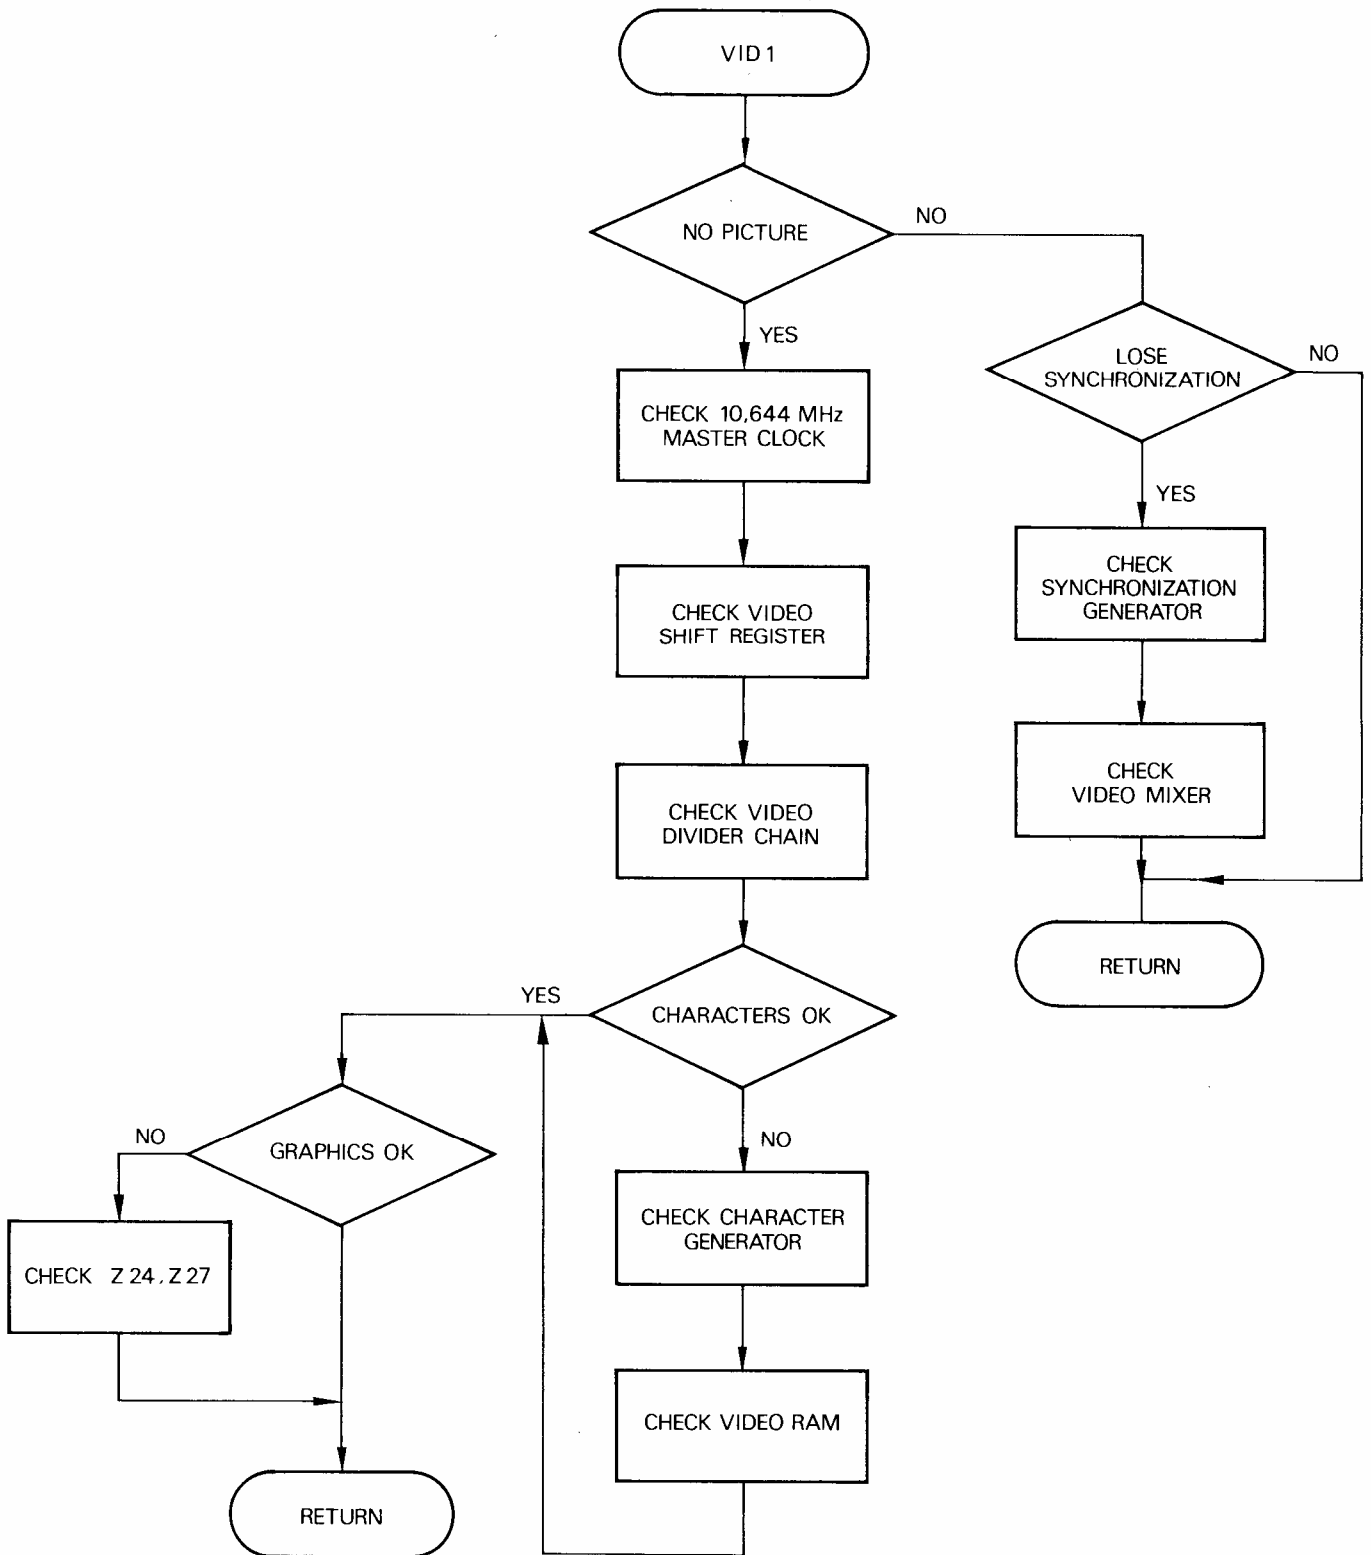 VID 1
NO PICTURE
NO
YES
LOSE
SYNCHRONIZATION
NO
CHECK 10,644 MHz
MASTER CLOCK
YES
CHECK
SYNCHRONIZATION
GENERATOR
CHECK VIDEO
SHIFT REGISTER
CHECK
VIDEO MIXER
CHECK VIDEO
DIVIDER CHAIN
RETURN
YES
CHARACTERS OK
NO
GRAPHICS OK
NO
CHECK Z 24, Z 27
CHECK CHARACTER
GENERATOR
CHECK VIDEO RAM
RETURN